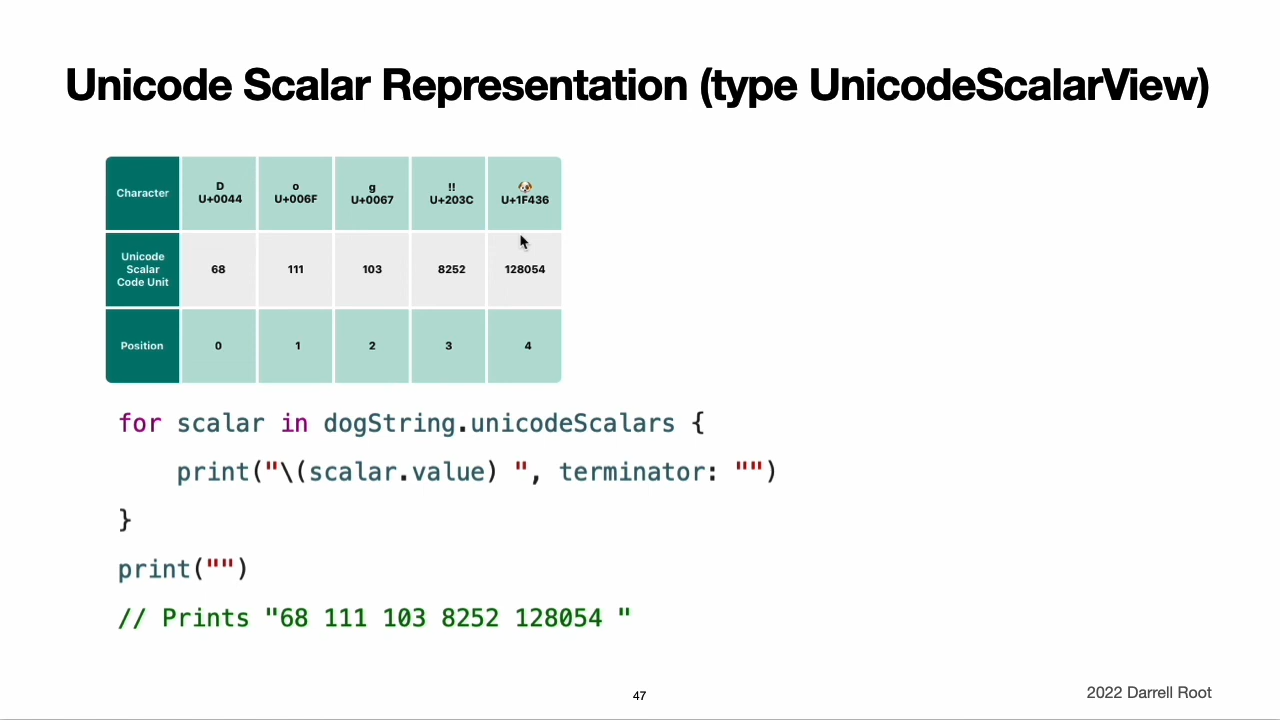 Unicode Scalar Representation (type UnicodeScalarView)
Character D U+0044 o U+006F g U+0067 ‼ U+203C 🐶 U+1F436
Unicode Scalar Code Unit 68 111 103 8252 128054
Position 0 1 2 3 4
for scalar in dogString.unicodeScalars {
    print("\(scalar.value) ", terminator: "")
}
print("")
// Prints "68 111 103 8252 128054 "
47
2022 Darrell Root